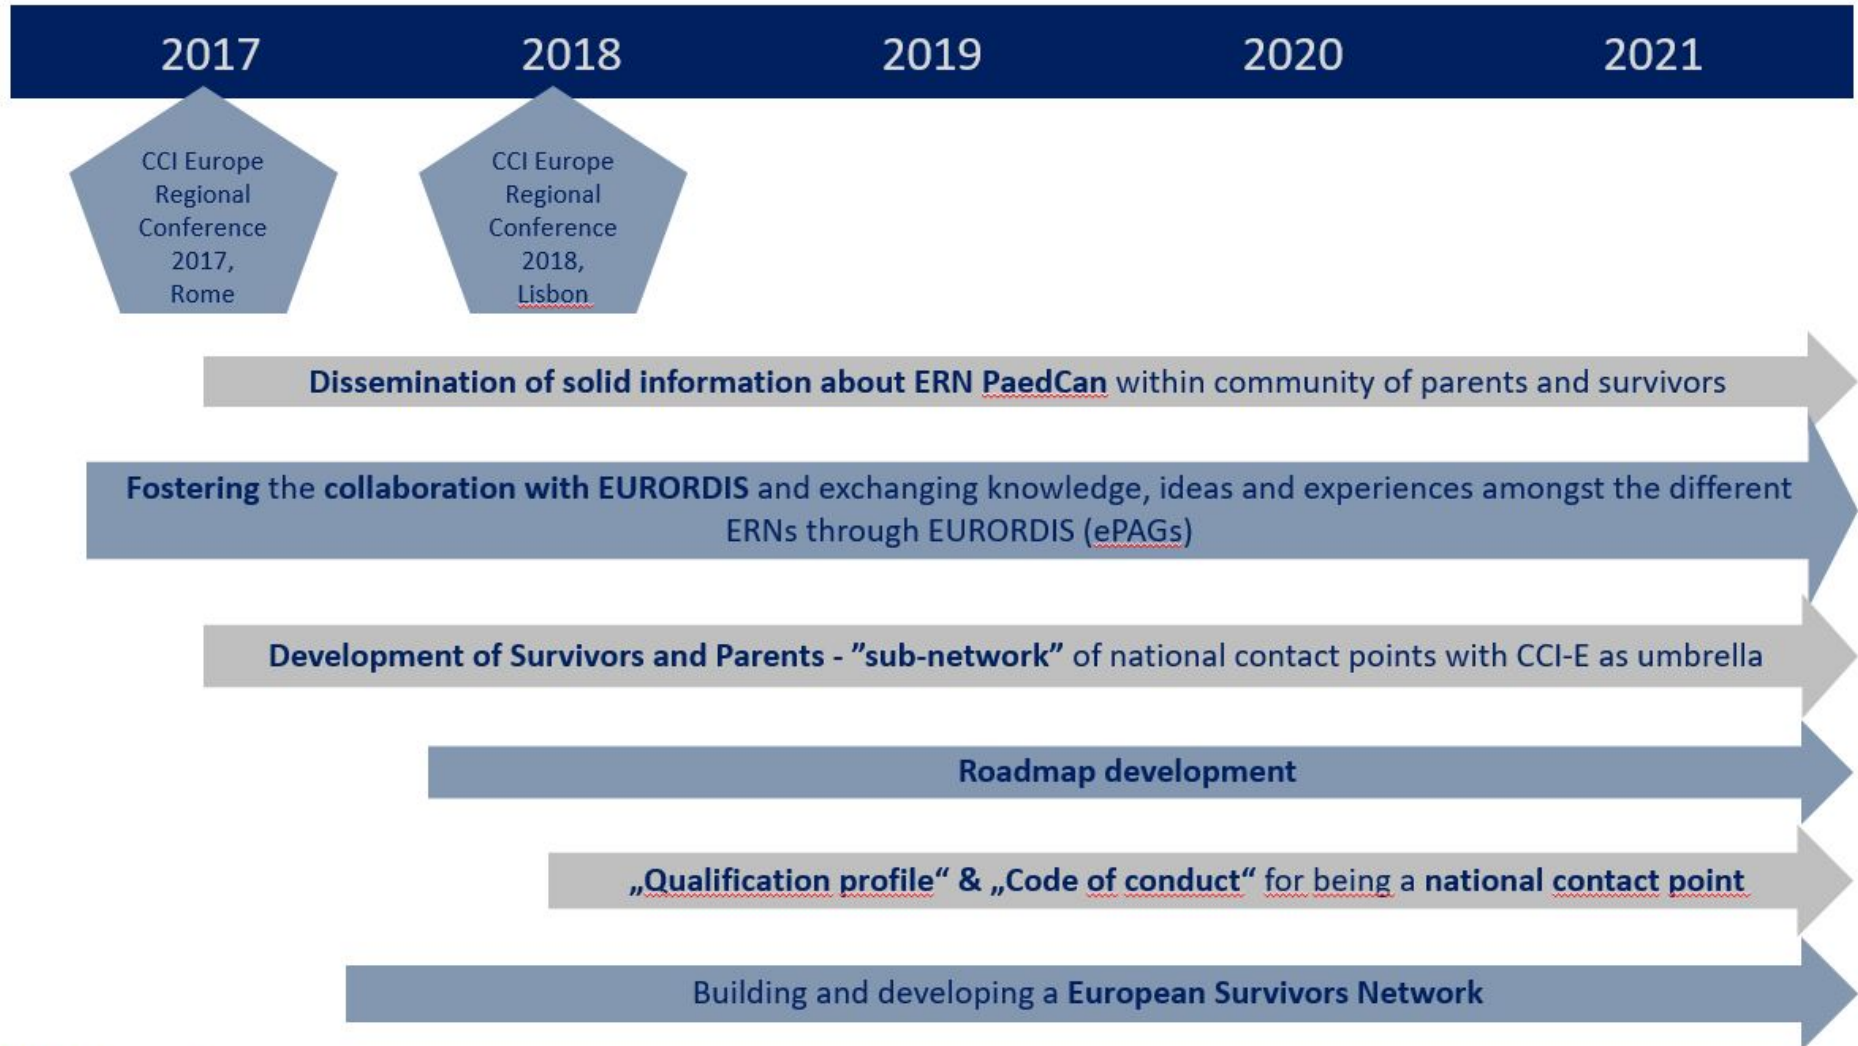 2017 2018 2019 2020 2021
CCI Europe
Regional
Conference
2017,
Rome
CCI Europe
Regional
Conference
2018,
Lisbon
Dissemination of solid information about ERN PaedCan within community of parents and survivors
Fostering the collaboration with EURORDIS and exchanging knowledge, ideas and experiences amongst the different
ERNs through EURORDIS (ePAGs)
Development of Survivors and Parents - ”sub-network” of national contact points with CCI-E as umbrella
Roadmap development
„Qualification profile“ & „Code of conduct“ for being a national contact point
Building and developing a European Survivors Network